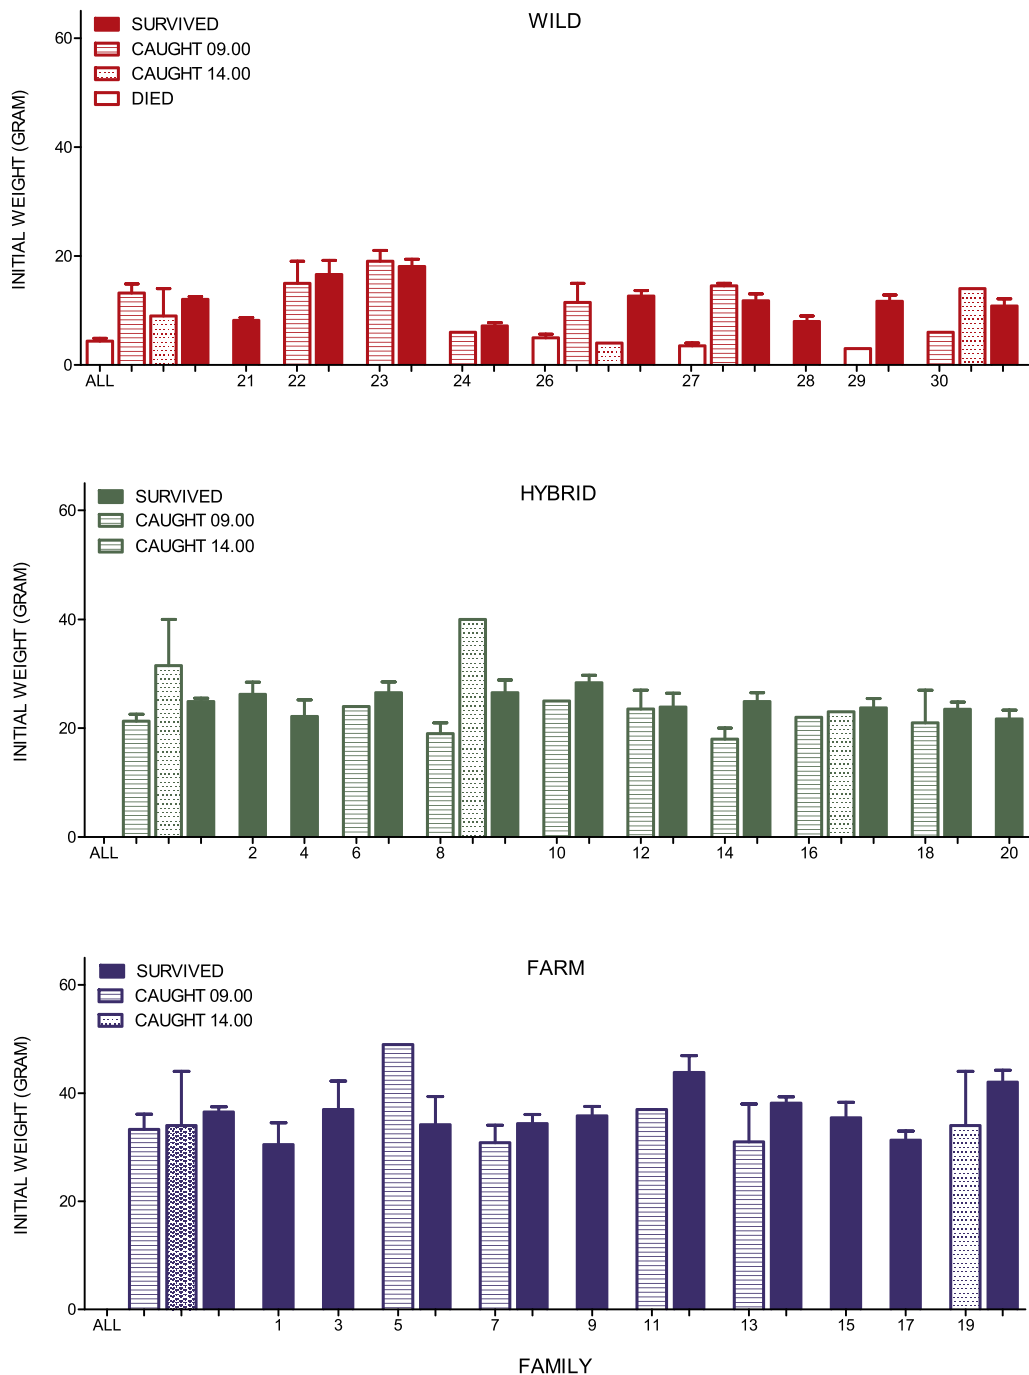 WILD
SURVIVED
CAUGHT 09.00
CAUGHT 14.00
DIED
INITIAL WEIGHT (GRAM)
60
40
20
0
ALL 21 22 23 24 26 27 28 29 30
HYBRID
SURVIVED
CAUGHT 09.00
CAUGHT 14.00
INITIAL WEIGHT (GRAM)
60
40
20
0
ALL 2 4 6 8 10 12 14 16 18 20
FARM
SURVIVED
CAUGHT 09.00
CAUGHT 14.00
INITIAL WEIGHT (GRAM)
60
40
20
0
ALL 1 3 5 7 9 11 13 15 17 19
FAMILY